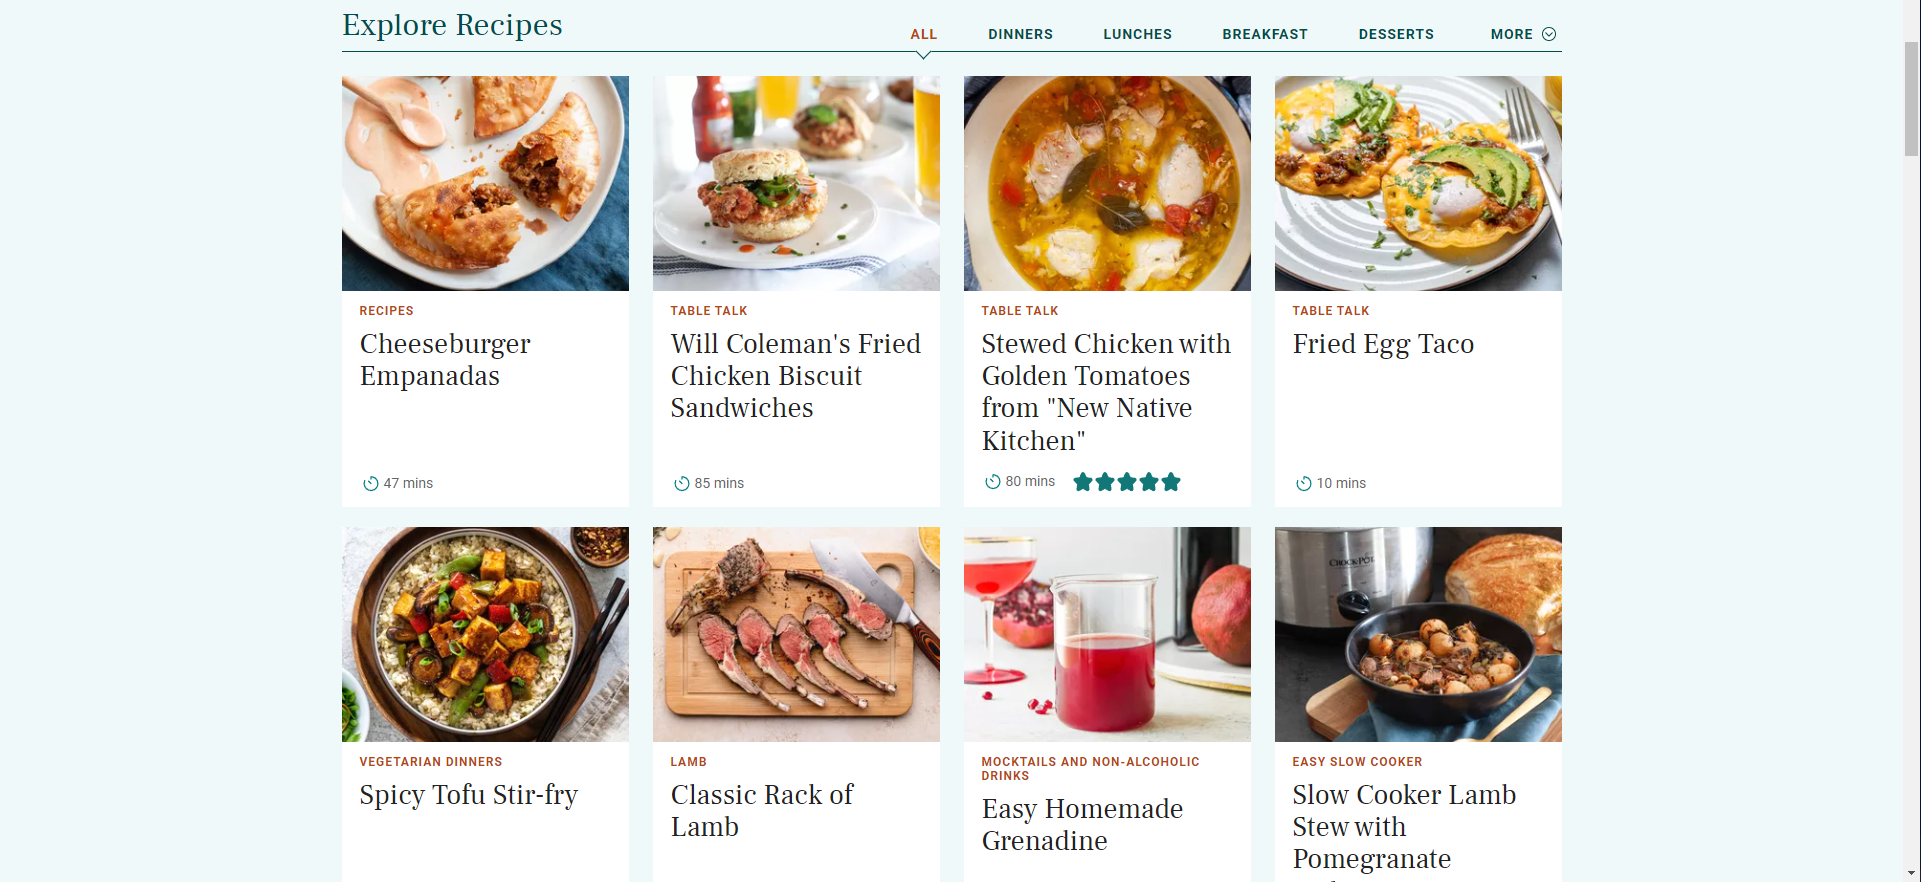 Explore Recipes
ALL DINNERS LUNCHES BREAKFAST DESSERTS MORE
RECIPES
Cheeseburger
Empanadas
47 mins
TABLE TALK
Will Coleman's Fried
Chicken Biscuit
Sandwiches
85 mins
TABLE TALK
Stewed Chicken with
Golden Tomatoes
from "New Native
Kitchen"
80 mins
TABLE TALK
Fried Egg Taco
10 mins
CROCK-POT
VEGETARIAN DINNERS
Spicy Tofu Stir-fry
LAMB
Classic Rack of
Lamb
MOCKTAILS AND NON-ALCOHOLIC
DRINKS
Easy Homemade
Grenadine
EASY SLOW COOKER
Slow Cooker Lamb
Stew with
Pomegranate